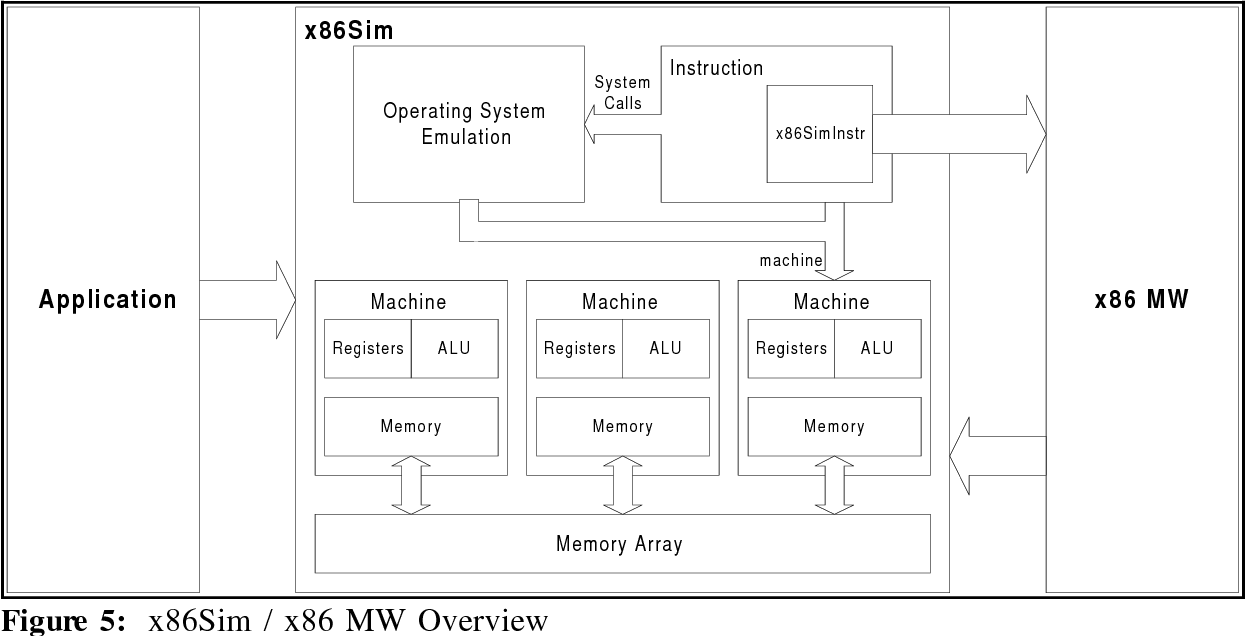 x86Sim
Operating System
Emulation
System
Calls
Instruction
x86SimInstr
machine
Application
Machine
Registers
ALU
Memory
Machine
Registers
ALU
Memory
Machine
Registers
ALU
Memory
x86 MW
Memory Array
Figure 5: x86Sim / x86 MW Overview